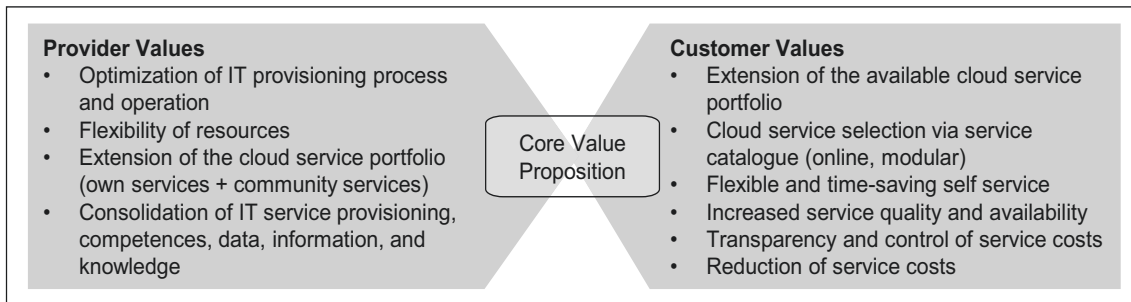 Provider Values
• Optimization of IT provisioning process
and operation
• Flexibility of resources
• Extension of the cloud service portfolio
(own services + community services)
• Consolidation of IT service provisioning,
competences, data, information, and
knowledge
Core Value
Proposition
Customer Values
• Extension of the available cloud service
portfolio
• Cloud service selection via service
catalogue (online, modular)
• Flexible and time-saving self service
• Increased service quality and availability
• Transparency and control of service costs
• Reduction of service costs